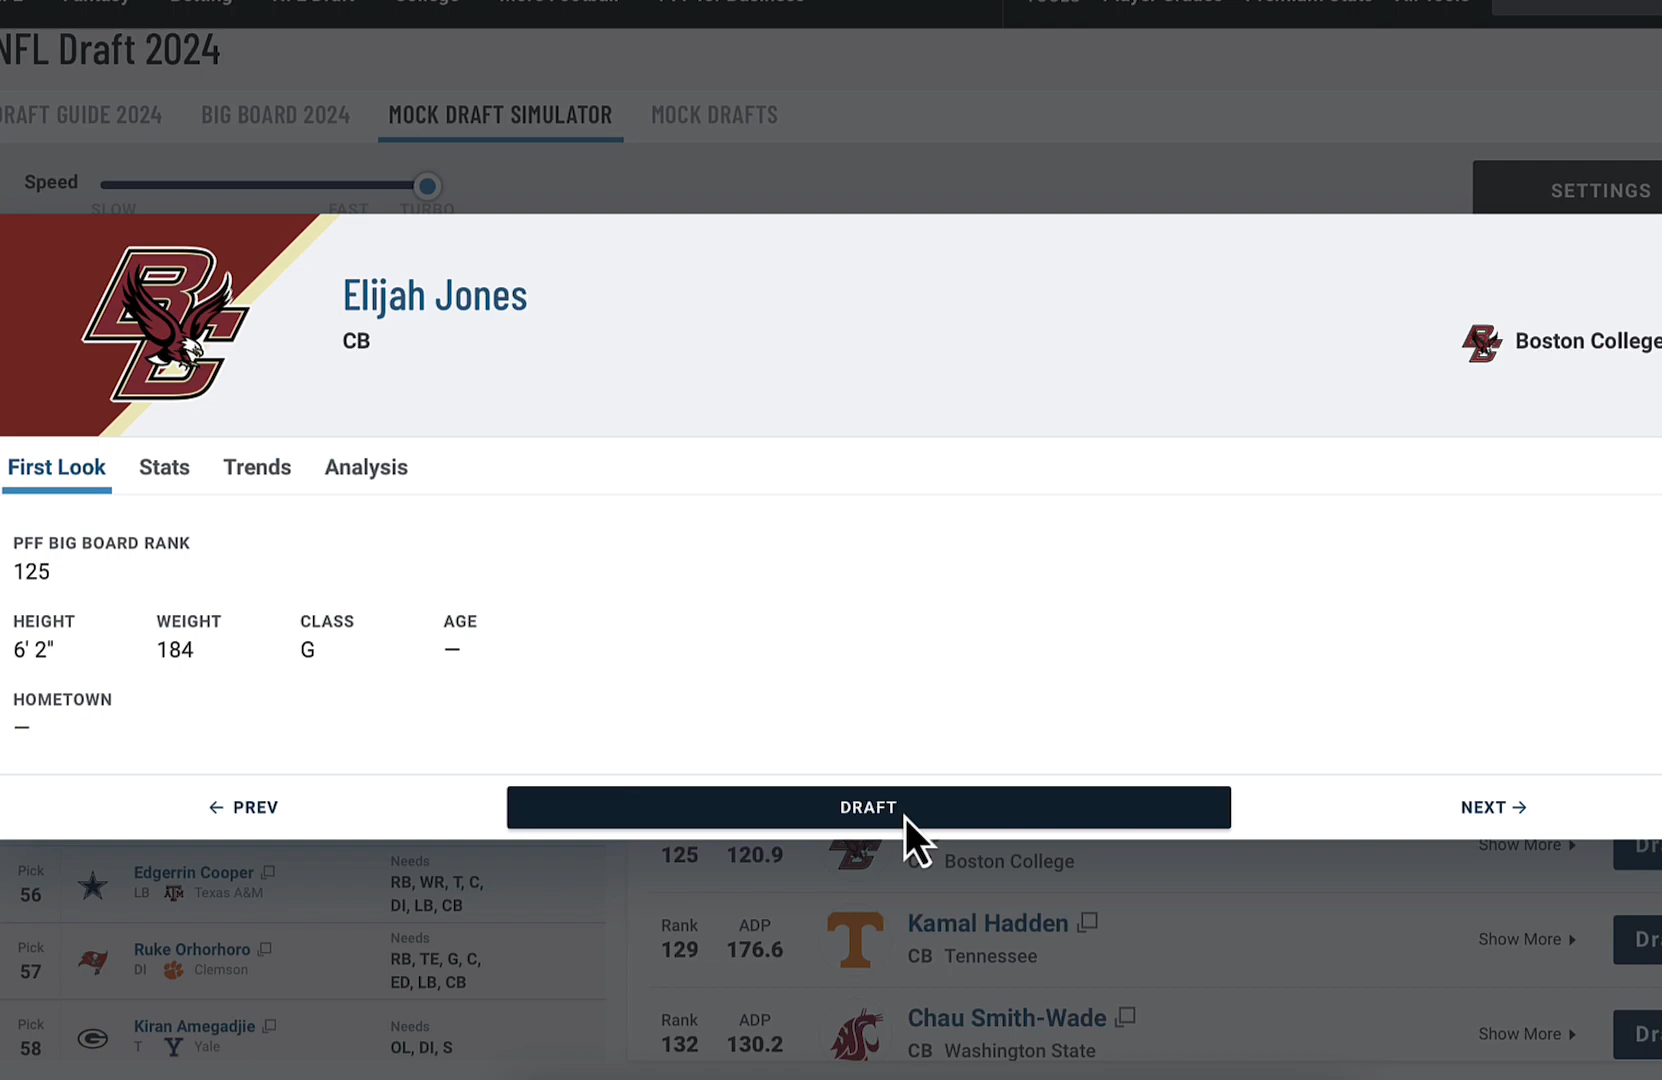 NFL Draft 2024
DRAFT GUIDE 2024 BIG BOARD 2024 MOCK DRAFT SIMULATOR MOCK DRAFTS
Speed
SLOW FAST TURBO
SETTINGS
Elijah Jones
CB
Boston College
First Look Stats Trends Analysis
PFF BIG BOARD RANK
125
HEIGHT WEIGHT CLASS AGE
6' 2" 184 G —
HOMETOWN
—
← PREV DRAFT NEXT →
125 120.9 Boston College Show More
Pick 56 Edgerrin Cooper
LB Texas A&M
Needs
RB, WR, T, C,
DI, LB, CB
Rank 129 ADP 176.6 Kamal Hadden
CB Tennessee
Show More
Pick 57 Ruke Orhorhoro
DI Clemson
Needs
RB, TE, G, C,
ED, LB, CB
Rank 132 ADP 130.2 Chau Smith-Wade
CB Washington State
Show More
Pick 58 Kiran Amegadjie
T Yale
Needs
OL, DI, S